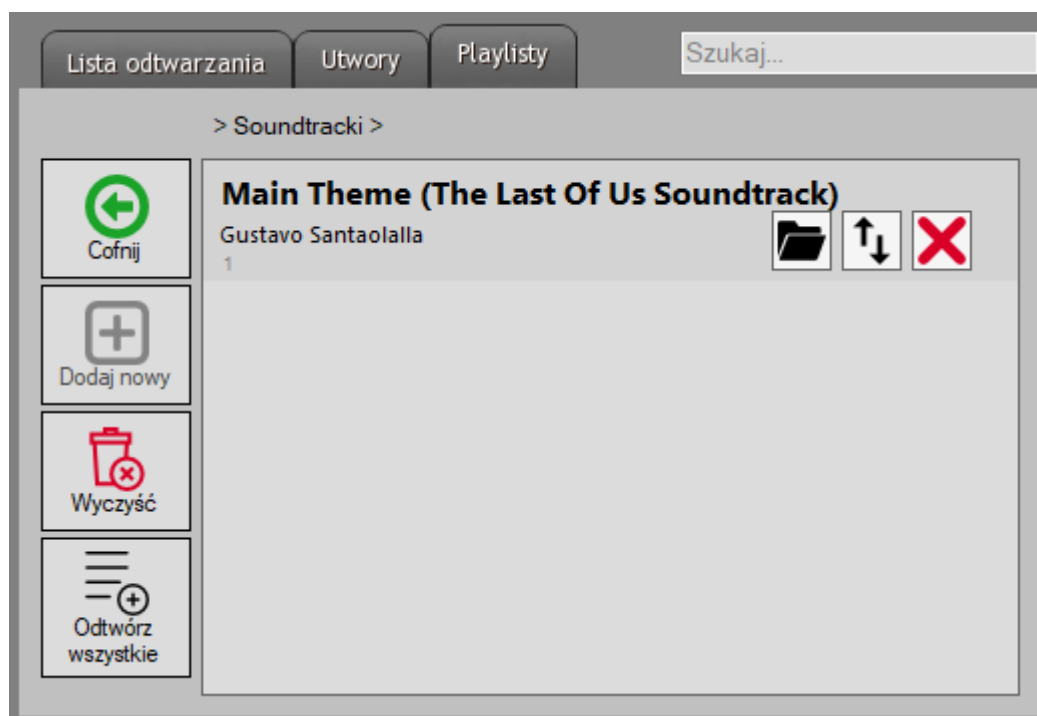 Lista odtwarzania
Utwory
Playlisty
Szukaj...
> Soundtracki >
Cofnij
Dodaj nowy
Wyczyść
Odtwórz
wszystkie
Main Theme (The Last Of Us Soundtrack)
Gustavo Santaolalla
1